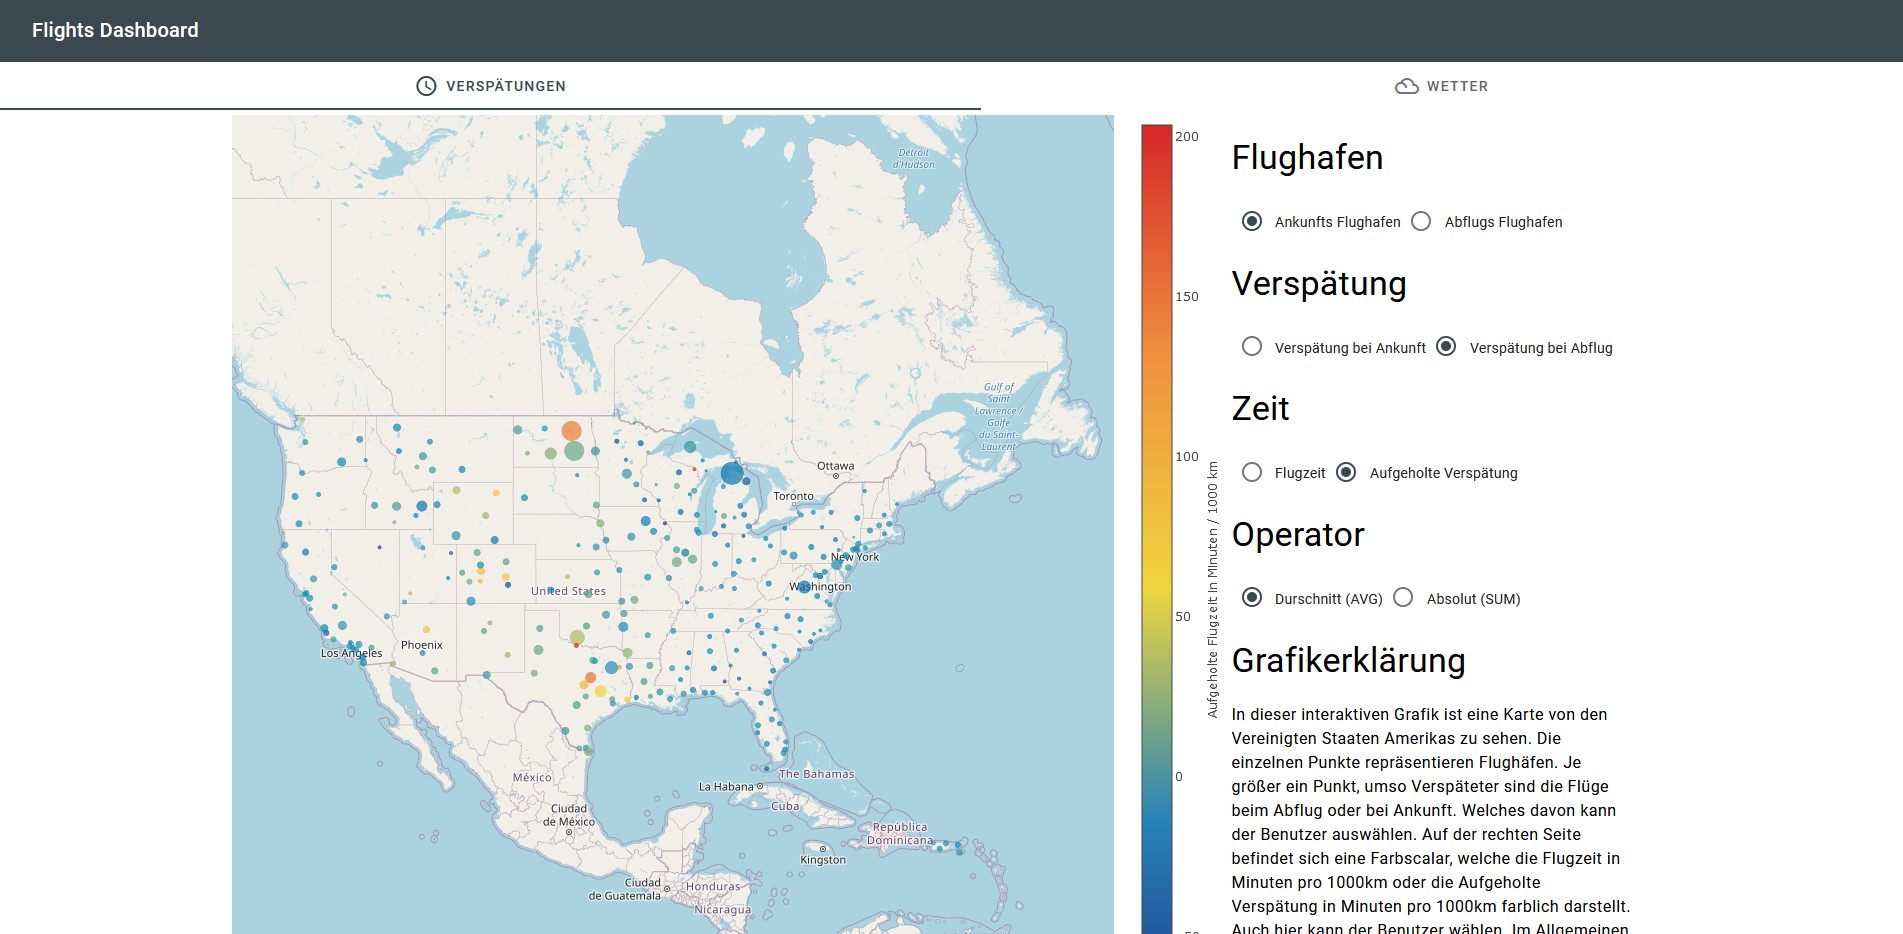 Flights Dashboard
VERSPÄTUNGEN
WETTER
Détroit
d'Hudson
Gulf of
Saint
Lawrence /
Golfe
du Saint-
Laurent
Ottawa
Toronto
New York
Washington
United States
Phoenix
Los Angeles
México
Ciudad
de México
La Habana
The Bahamas
Cuba
República
Dominicana
Kingston
Ciudad
de Guatemala
Honduras
Nicaragua
200
150
100
50
0
Aufgeholte Flugzeit in Minuten / 1000 km
Flughafen
Ankunfts Flughafen Abflugs Flughafen
Verspätung
Verspätung bei Ankunft Verspätung bei Abflug
Zeit
Flugzeit Aufgeholte Verspätung
Operator
Durschnitt (AVG) Absolut (SUM)
Grafikerklärung
In dieser interaktiven Grafik ist eine Karte von den
Vereinigten Staaten Amerikas zu sehen. Die
einzelnen Punkte repräsentieren Flughäfen. Je
größer ein Punkt, umso Verspäteter sind die Flüge
beim Abflug oder bei Ankunft. Welches davon kann
der Benutzer auswählen. Auf der rechten Seite
befindet sich eine Farbscalar, welche die Flugzeit in
Minuten pro 1000km oder die Aufgeholte
Verspätung in Minuten pro 1000km farblich darstellt.
Auch hier kann der Benutzer wählen. Im Allgemeinen